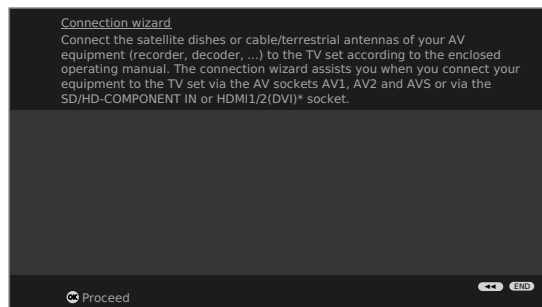 Connection wizard
Connect the satellite dishes or cable/terrestrial antennas of your AV
equipment (recorder, decoder, ...) to the TV set according to the enclosed
operating manual. The connection wizard assists you when you connect your
equipment to the TV set via the AV sockets AV1, AV2 and AVS or via the
SD/HD-COMPONENT IN or HDMI1/2(DVI)* socket.
END
OK Proceed